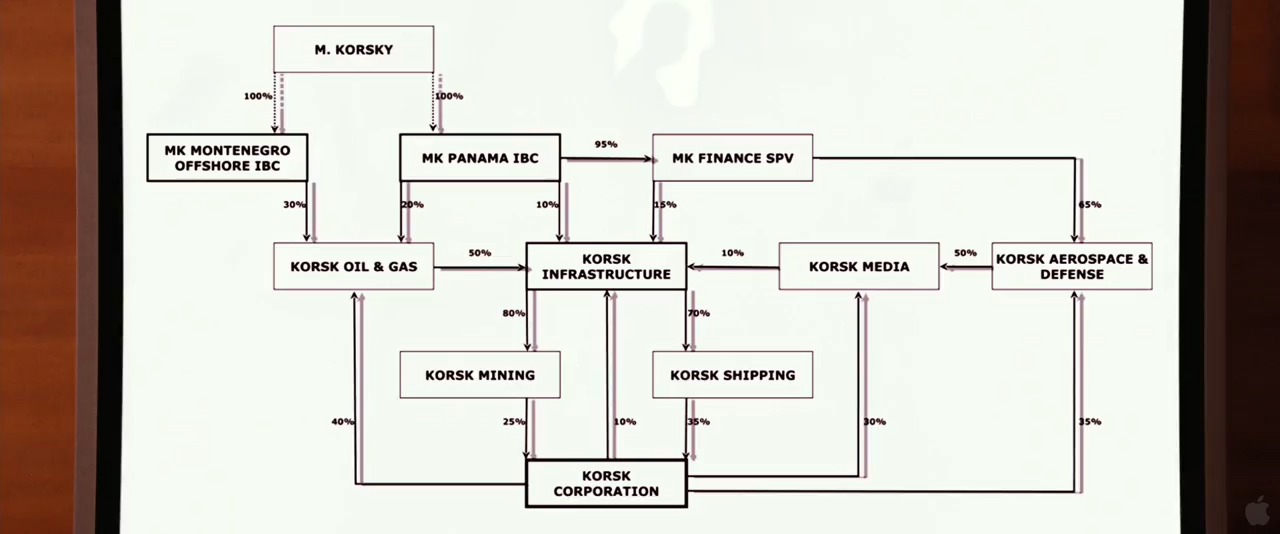 M. KORSKY
100%
100%
MK MONTENEGRO
OFFSHORE IBC
MK PANAMA IBC
95%
MK FINANCE SPV
30%
20%
10%
15%
65%
KORSK OIL & GAS
50%
KORSK
INFRASTRUCTURE
10%
KORSK MEDIA
50%
KORSK AEROSPACE &
DEFENSE
80%
70%
KORSK MINING
KORSK SHIPPING
40%
25%
10%
35%
30%
35%
KORSK
CORPORATION